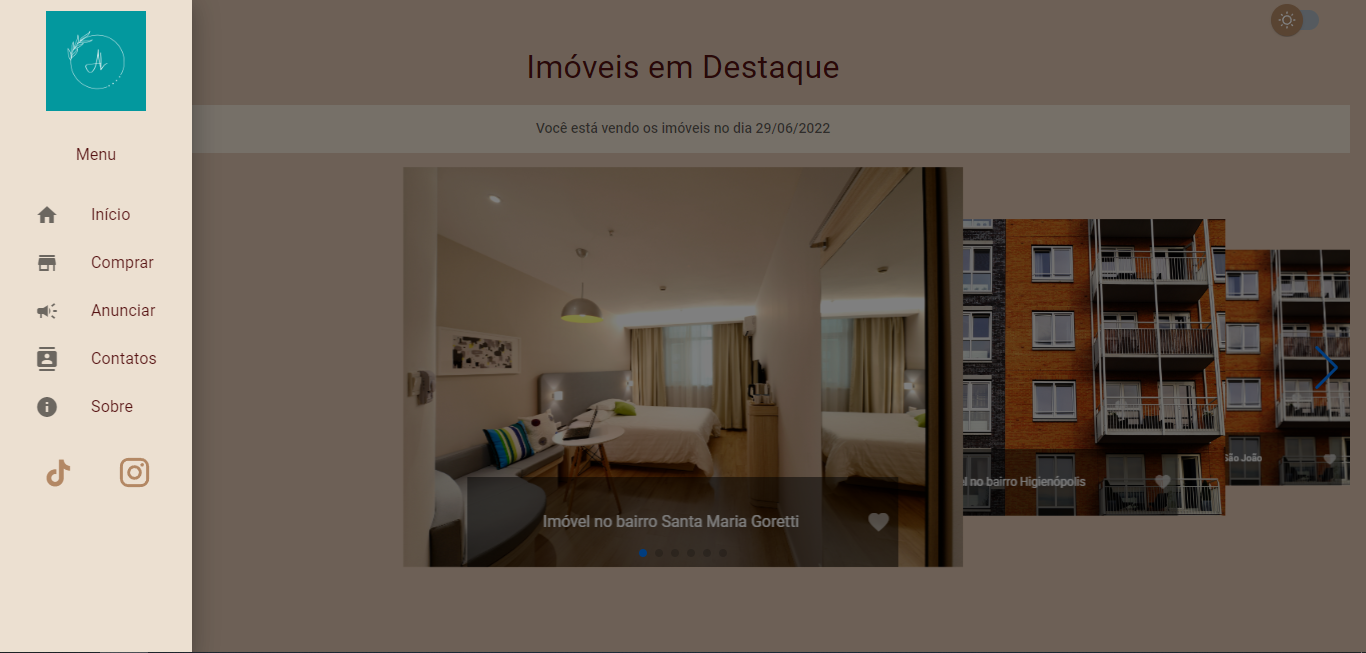 A
Menu
Início
Comprar
Anunciar
Contatos
Sobre
Imóveis em Destaque
Você está vendo os imóveis no dia 29/06/2022
Imóvel no bairro Santa Maria Goretti
no bairro Higienópolis
São João